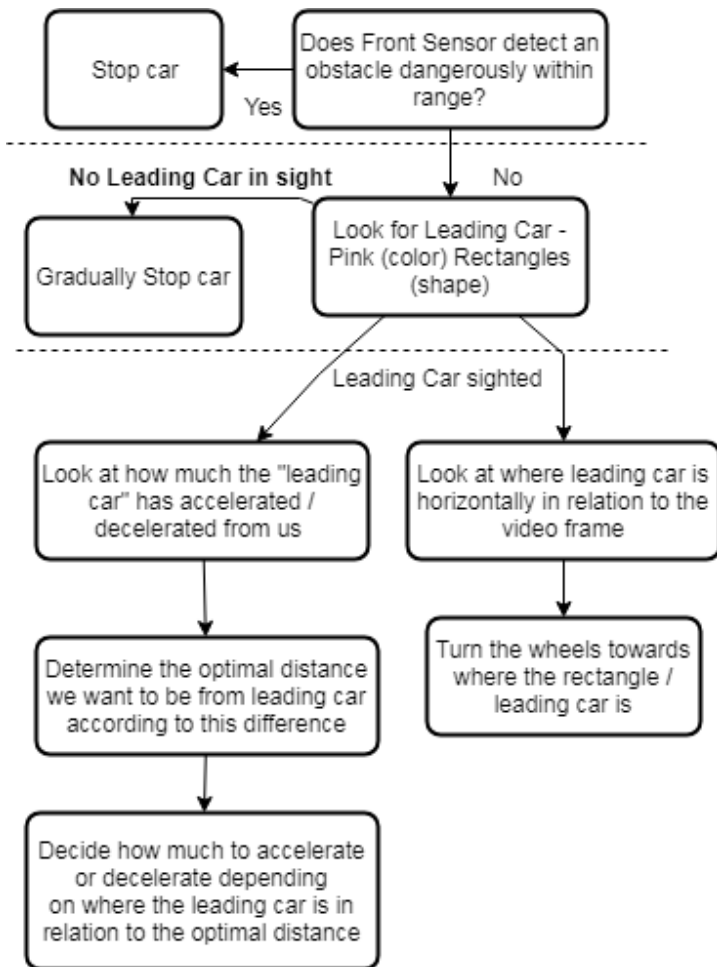 Stop car
Does Front Sensor detect an
obstacle dangerously within
range?
Yes
No Leading Car in sight
No
Gradually Stop car
Look for Leading Car -
Pink (color) Rectangles
(shape)
Leading Car sighted
Look at how much the "leading
car" has accelerated /
decelerated from us
Look at where leading car is
horizontally in relation to the
video frame
Determine the optimal distance
we want to be from leading car
according to this difference
Turn the wheels towards
where the rectangle /
leading car is
Decide how much to accelerate
or decelerate depending
on where the leading car is in
relation to the optimal distance